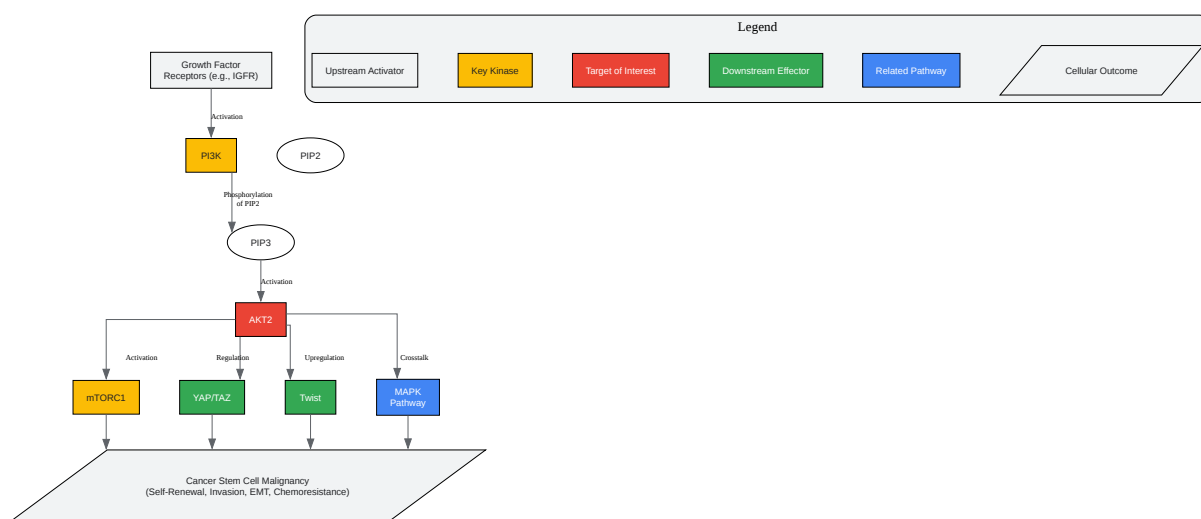 Legend
Upstream Activator
Key Kinase
Target of Interest
Downstream Effector
Related Pathway
Cellular Outcome
Growth Factor
Receptors (e.g., IGFR)
Activation
PI3K
PIP2
Phosphorylation
of PIP2
PIP3
Activation
AKT2
Activation
Regulation
Upregulation
Crosstalk
mTORC1
YAP/TAZ
Twist
MAPK
Pathway
Cancer Stem Cell Malignancy
(Self-Renewal, Invasion, EMT, Chemoresistance)